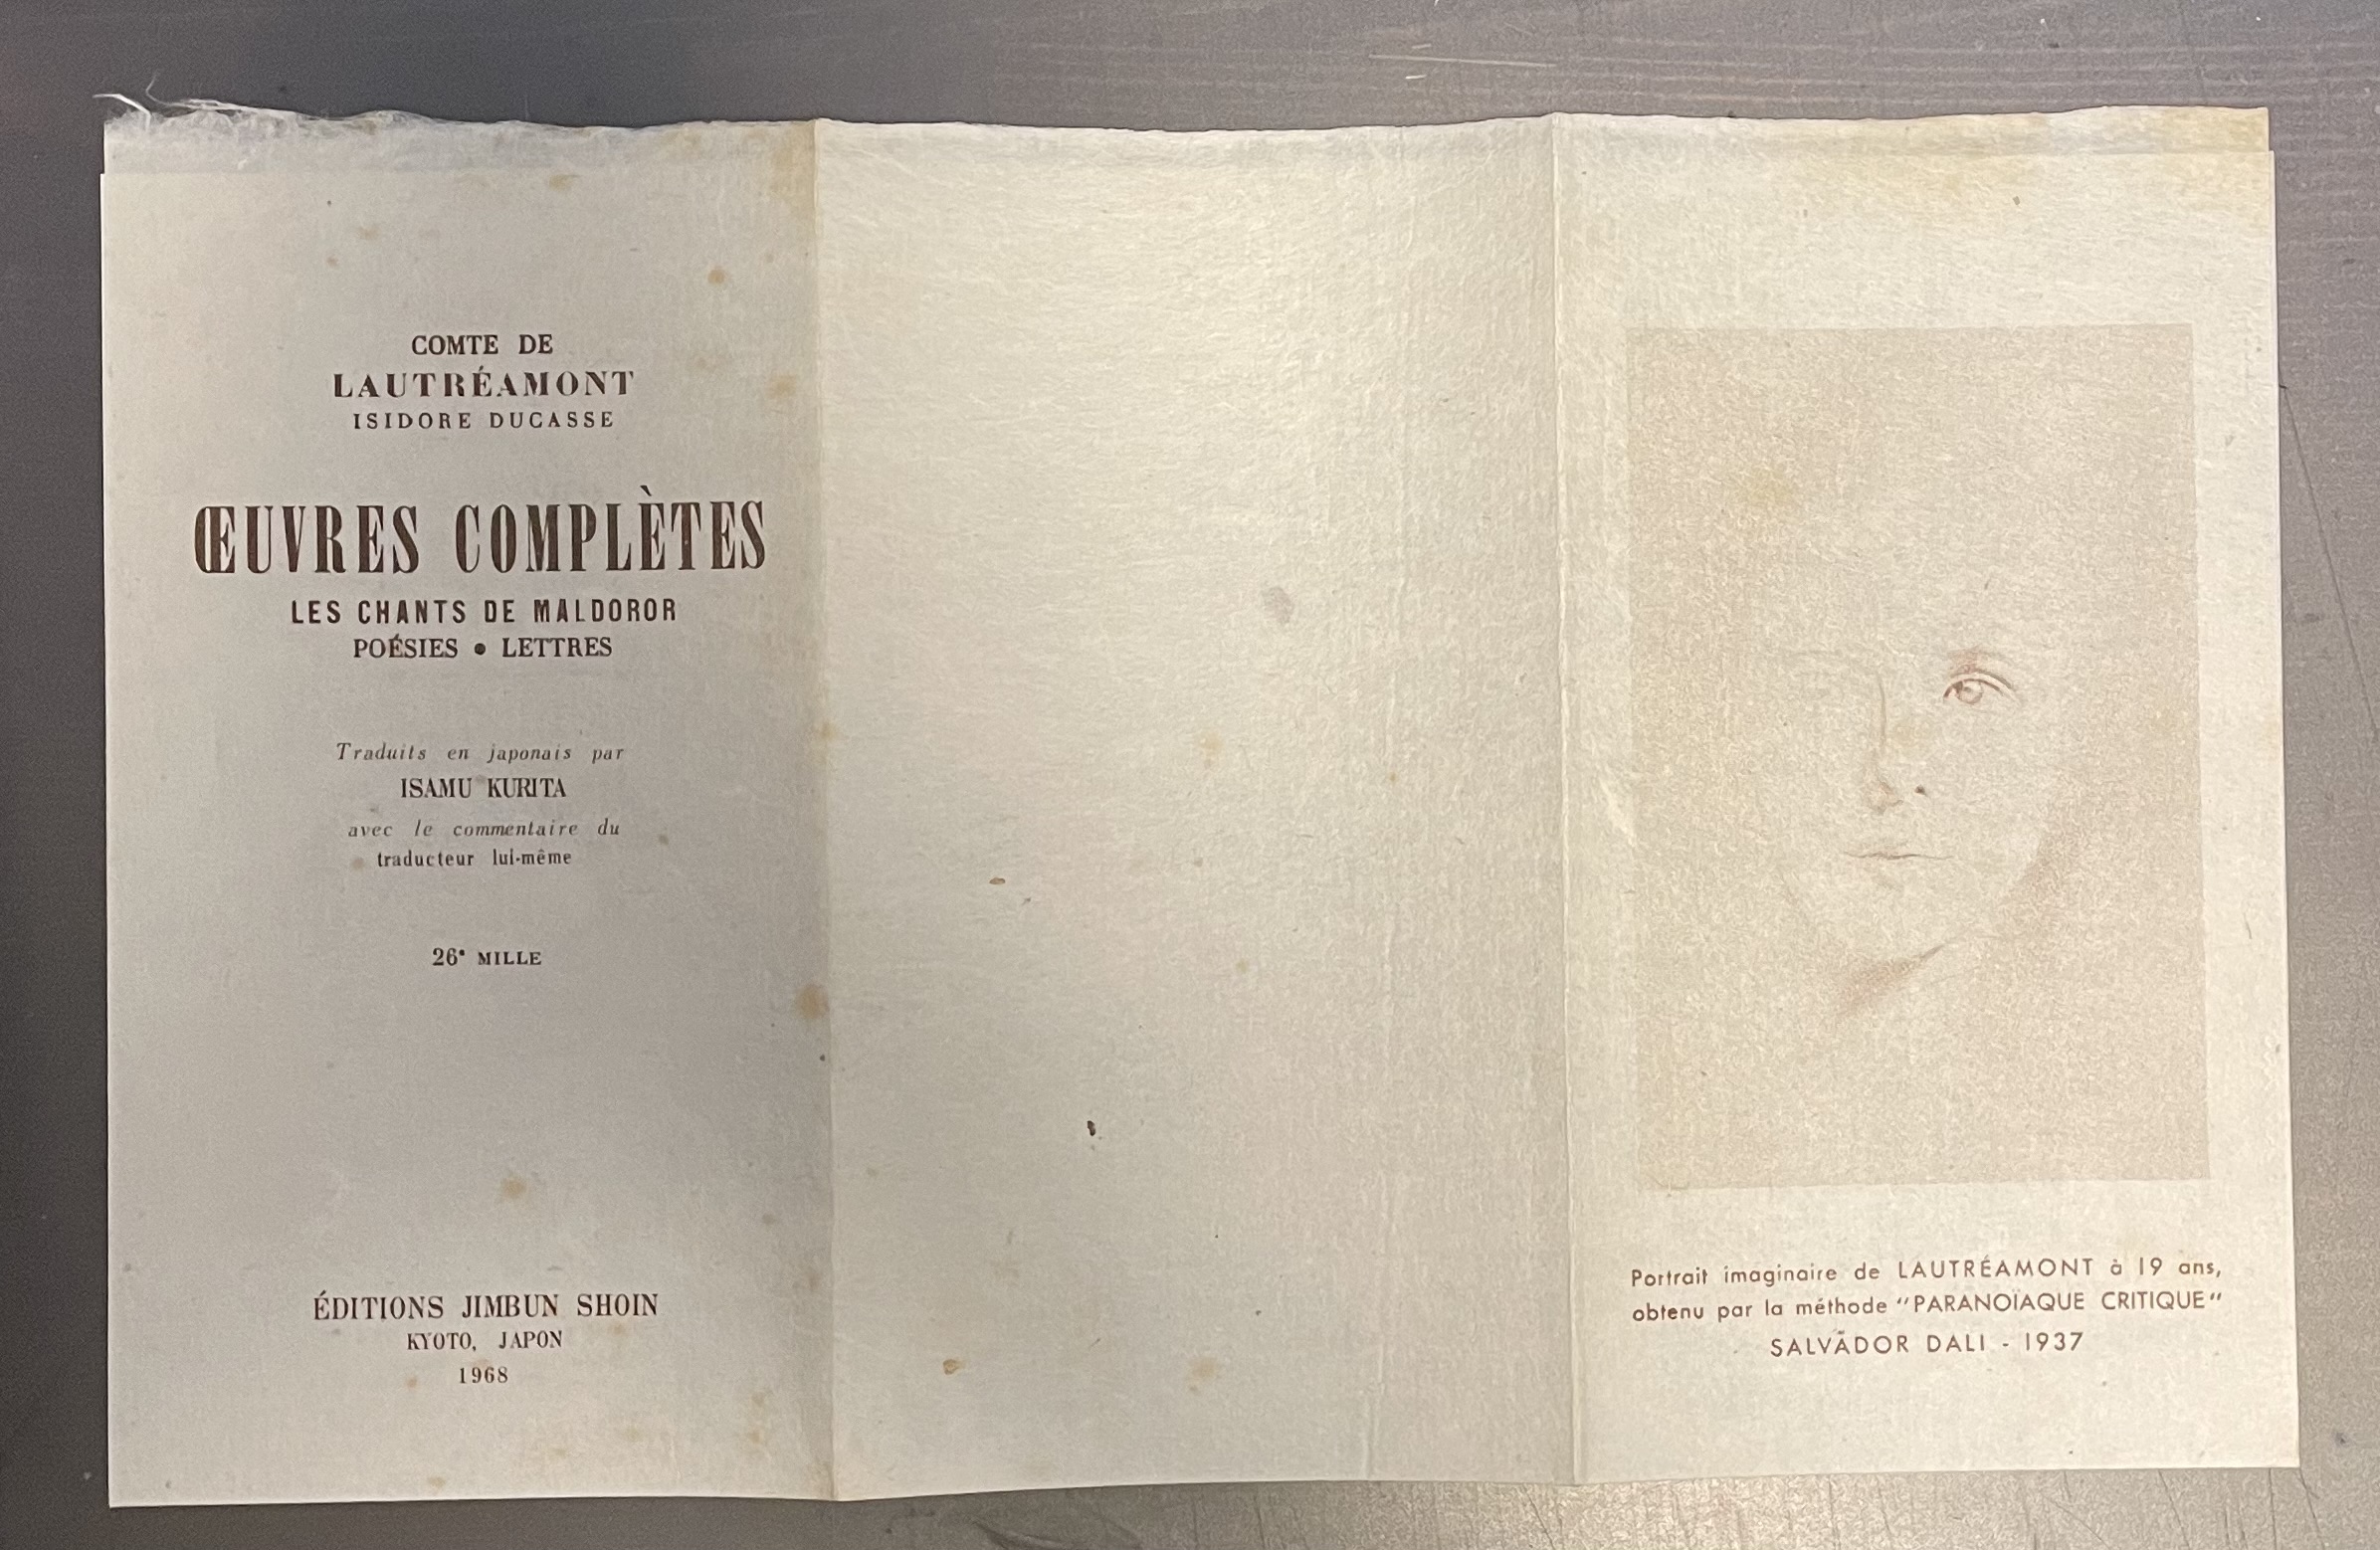 COMTE DE
LAUTRÉAMONT
ISIDORE DUCASSE
ŒUVRES COMPLÈTES
LES CHANTS DE MALDOROR
POÉSIES • LETTRES
Traduits en japonais par
ISAMU KURITA
avec le commentaire du
traducteur lui-même
26e MILLE
ÉDITIONS JIMBUN SHOIN
KYOTO, JAPON
1968
Portrait imaginaire de LAUTRÉAMONT à 19 ans,
obtenu par la méthode "PARANOÏAQUE CRITIQUE"
SALVADOR DALI - 1937